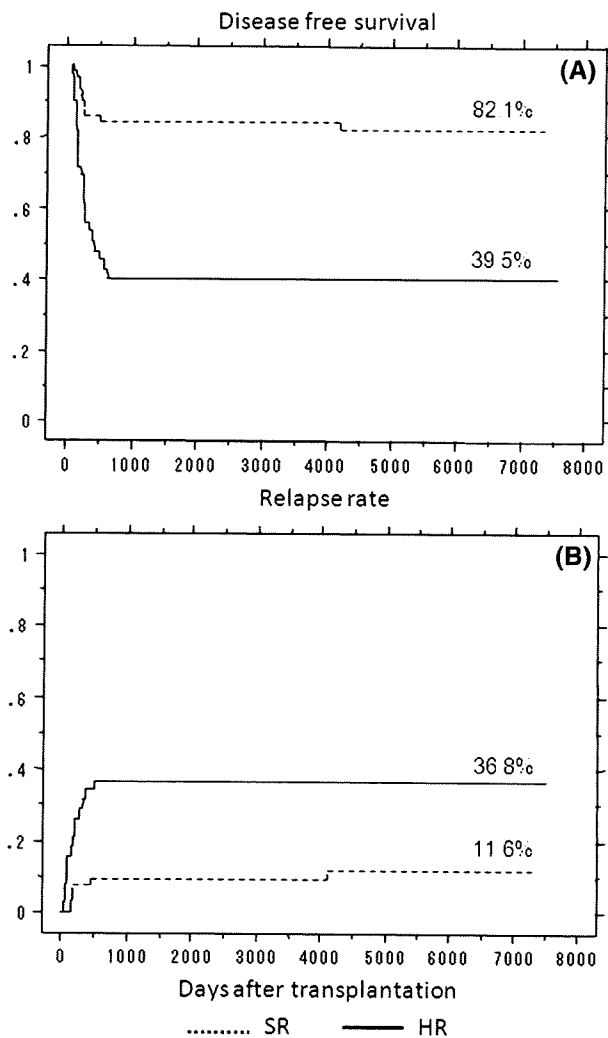 Disease free survival
(A)
1
.8
.6
.4
.2
0
82 1%
39 5%
0 1000 2000 3000 4000 5000 6000 7000 8000
Relapse rate
(B)
1
.8
.6
.4
.2
0
36 8%
11 6%
0 1000 2000 3000 4000 5000 6000 7000 8000
Days after transplantation
SR HR